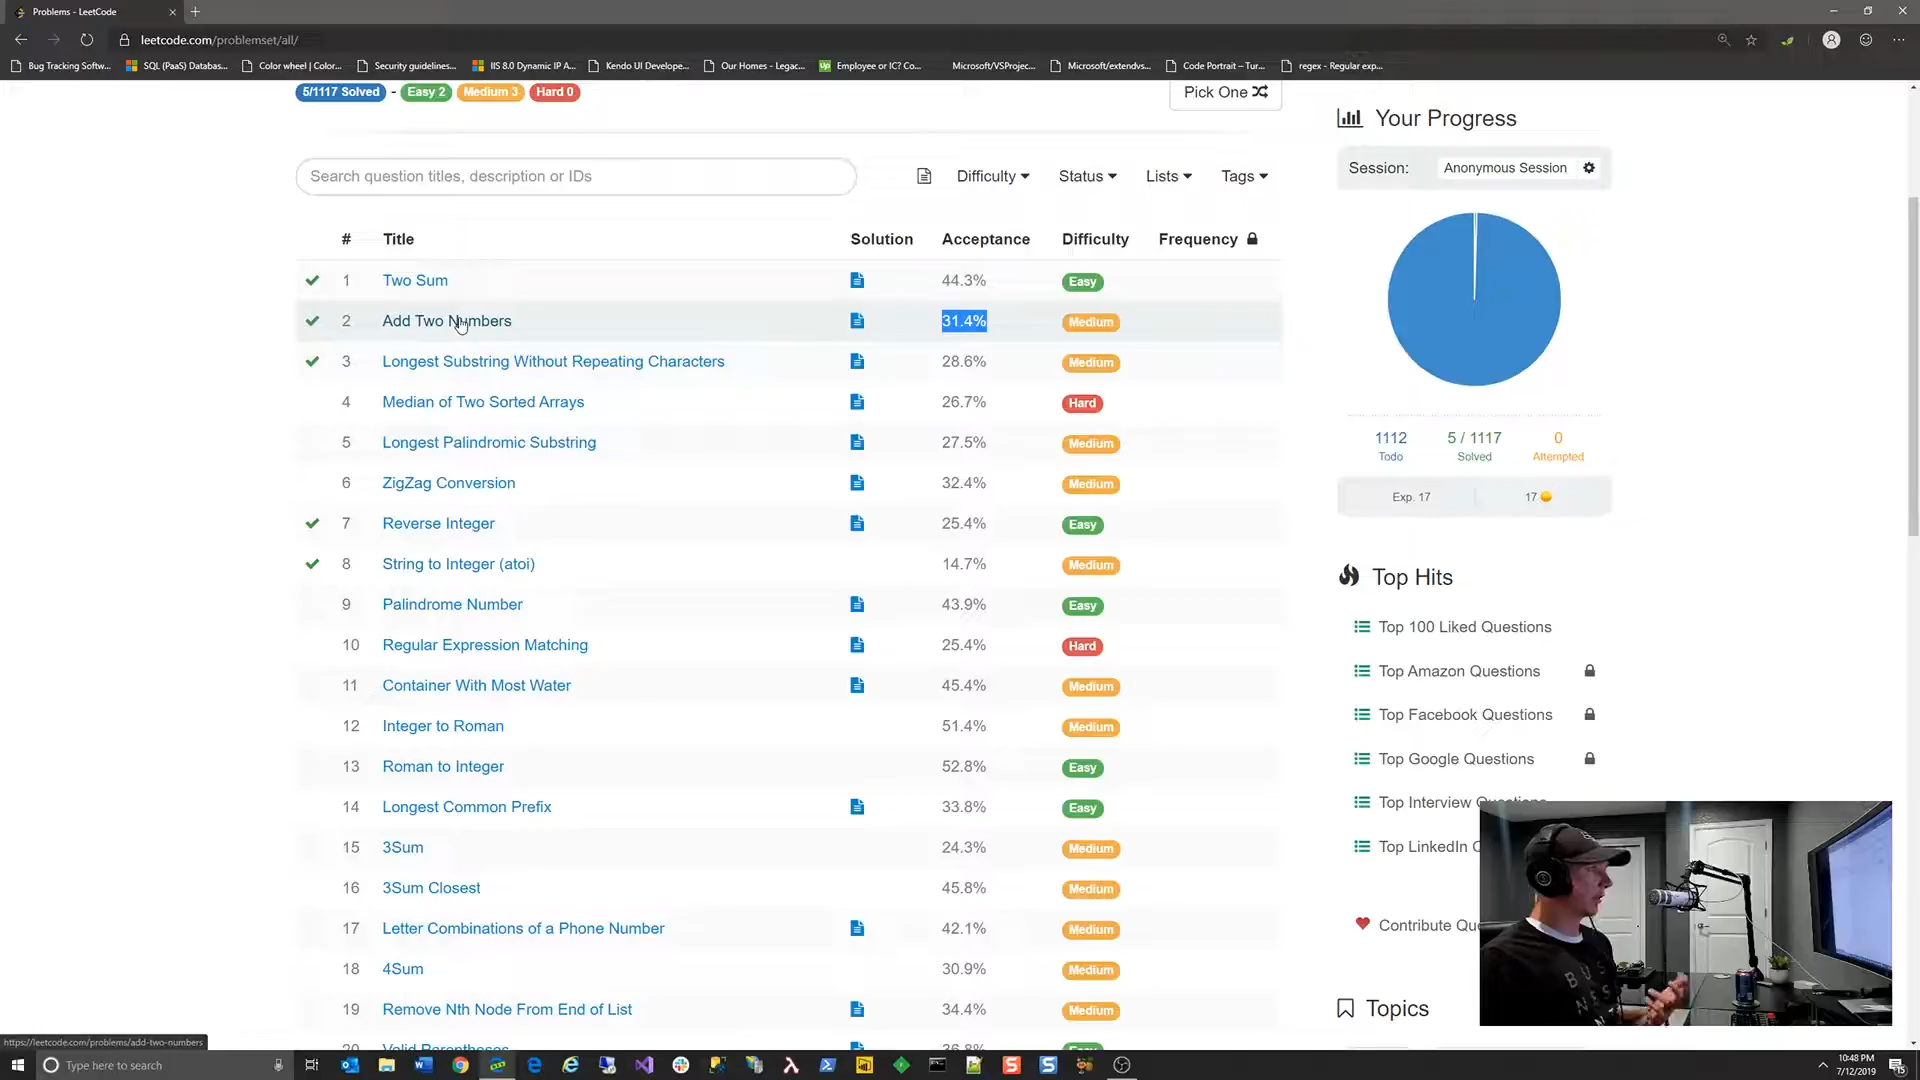 Problems - LeetCode
leetcode.com/problemset/all/
Bug Tracking Softw...
SQL (PaaS) Databas...
Color wheel | Color...
Security guidelines...
IIS 8.0 Dynamic IP A...
Kendo UI Develope...
Our Homes - Legac...
Employee or IC? Co...
Microsoft/VSProjec...
Microsoft/extendvs...
Code Portrait – Tur...
regex - Regular exp...
5/1117 Solved - Easy 2 Medium 3 Hard 0
Pick One
Search question titles, description or IDs
Difficulty Status Lists Tags
# Title Solution Acceptance Difficulty Frequency
1 Two Sum 44.3% Easy
2 Add Two Numbers 31.4% Medium
3 Longest Substring Without Repeating Characters 28.6% Medium
4 Median of Two Sorted Arrays 26.7% Hard
5 Longest Palindromic Substring 27.5% Medium
6 ZigZag Conversion 32.4% Medium
7 Reverse Integer 25.4% Easy
8 String to Integer (atoi) 14.7% Medium
9 Palindrome Number 43.9% Easy
10 Regular Expression Matching 25.4% Hard
11 Container With Most Water 45.4% Medium
12 Integer to Roman 51.4% Medium
13 Roman to Integer 52.8% Easy
14 Longest Common Prefix 33.8% Easy
15 3Sum 24.3% Medium
16 3Sum Closest 45.8% Medium
17 Letter Combinations of a Phone Number 42.1% Medium
18 4Sum 30.9% Medium
19 Remove Nth Node From End of List 34.4% Medium
20 Valid Parentheses 36.8% Easy
Your Progress
Session: Anonymous Session
1112 5 / 1117 0
Todo Solved Attempted
Exp. 17 17
Top Hits
Top 100 Liked Questions
Top Amazon Questions
Top Facebook Questions
Top Google Questions
Top Interview Questions
Top LinkedIn
Contribute
Topics
https://leetcode.com/problems/add-two-numbers
Type here to search
10:48 PM
7/12/2019